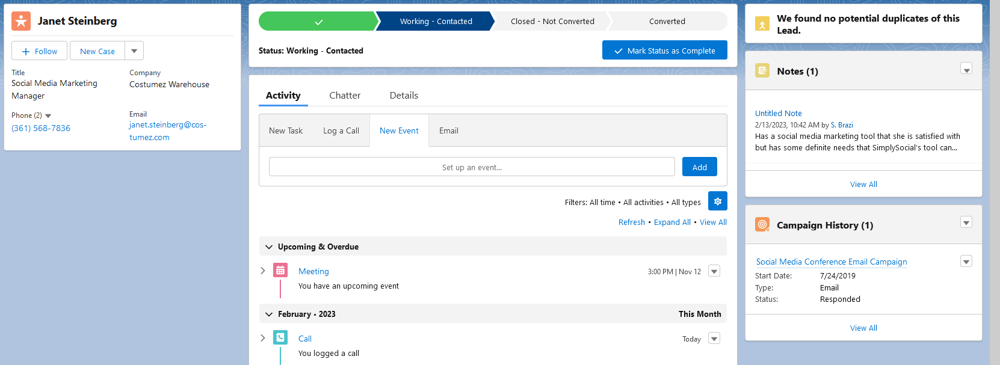 Janet Steinberg
Follow
New Case
Title
Social Media Marketing
Manager
Company
Costumez Warehouse
Phone (2)
(361) 568-7836
Email
janet.steinberg@cos-
tumez.com
Working - Contacted
Closed - Not Converted
Converted
Status: Working - Contacted
Mark Status as Complete
Activity
Chatter
Details
New Task
Log a Call
New Event
Email
Set up an event...
Add
Filters: All time • All activities • All types
Refresh • Expand All • View All
Upcoming & Overdue
Meeting
3:00 PM | Nov 12
You have an upcoming event
February • 2023
This Month
Call
Today
You logged a call
We found no potential duplicates of this
Lead.
Notes (1)
Untitled Note
2/13/2023, 10:42 AM by S. Brazi
Has a social media marketing tool that she is satisfied with
but has some definite needs that SimplySocial's tool can...
View All
Campaign History (1)
Social Media Conference Email Campaign
Start Date: 7/24/2019
Type: Email
Status: Responded
View All